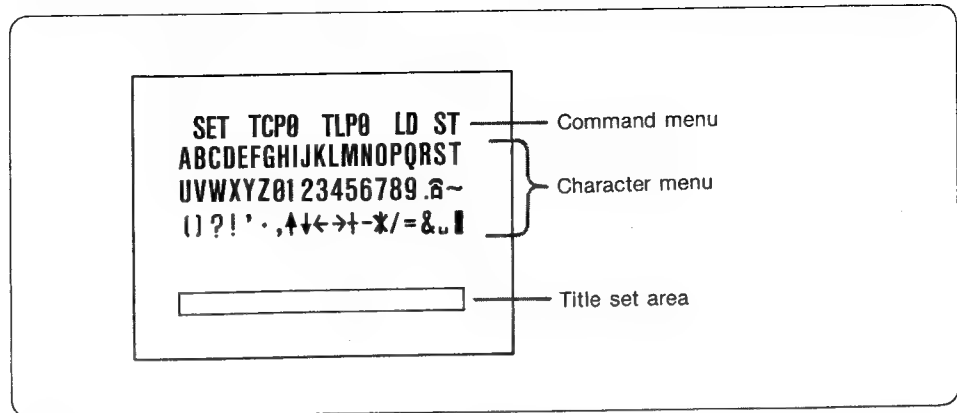 SET TCP0 TLP0 LD ST
Command menu
ABCDEFGHIJKLMNOPQRST
UVWXYZ0123456789.☎~
Character menu
()?!'·,↑↓←→+-*/=&␣▮
Title set area